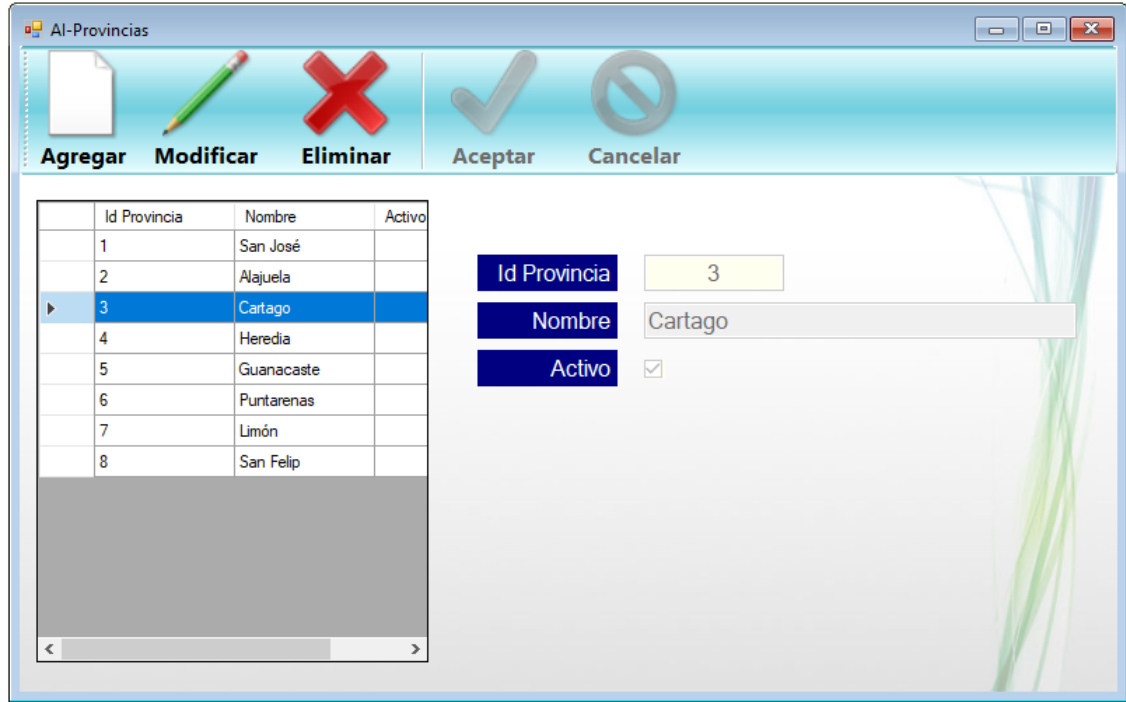 AI-Provincias
Agregar Modificar Eliminar Aceptar Cancelar
Id Provincia Nombre Activo
1 San José
2 Alajuela
3 Cartago
4 Heredia
5 Guanacaste
6 Puntarenas
7 Limón
8 San Felip
Id Provincia 3
Nombre Cartago
Activo